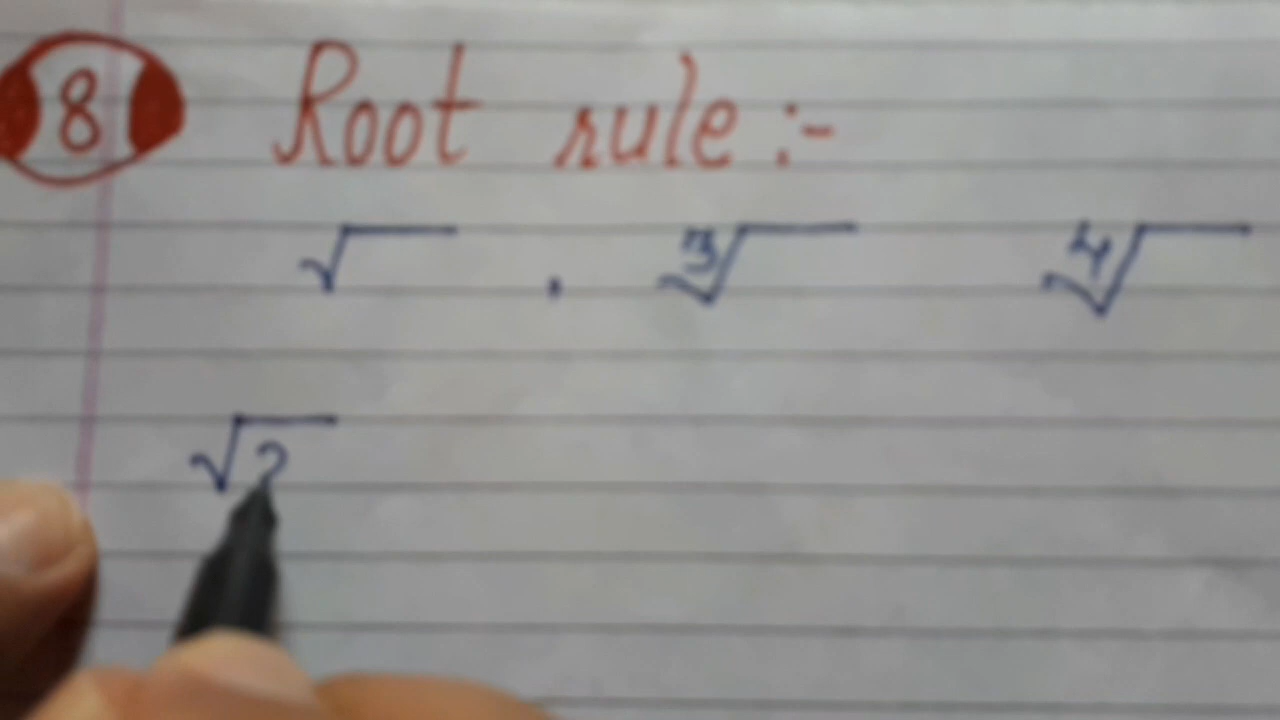 8 Root rule :-
√ , ∛ ∜
√2